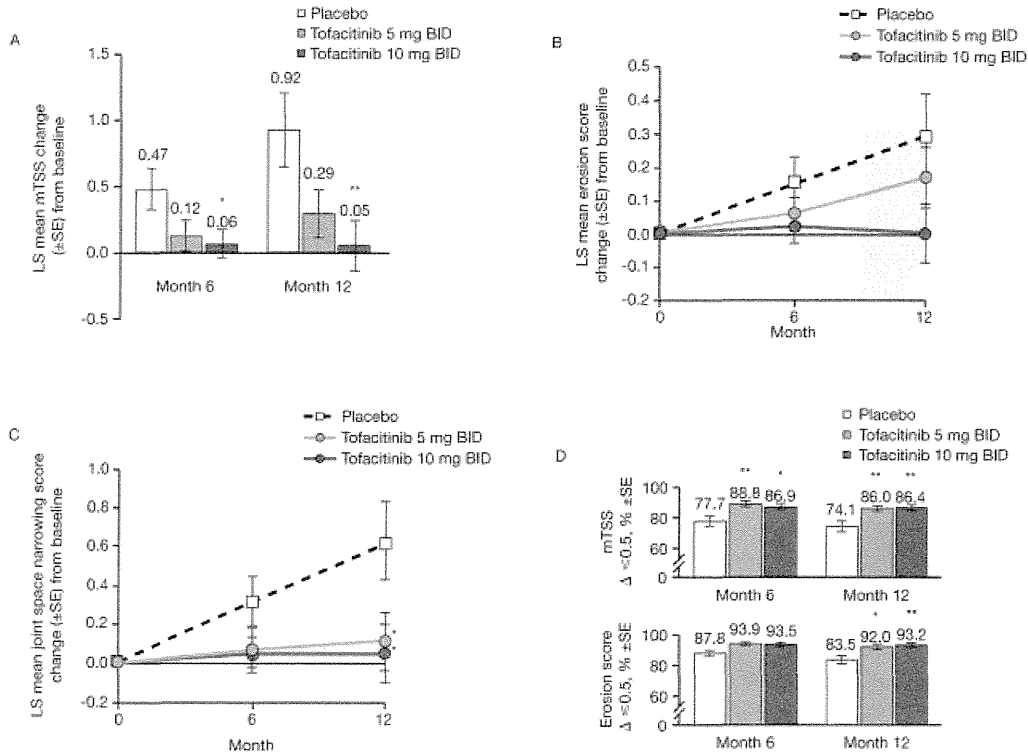 A
Placebo
Tofacitinib 5 mg BID
Tofacitinib 10 mg BID
LS mean mTSS change
(±SE) from baseline
1.5
1.0
0.5
0.0
-0.5
0.47
0.12
*
0.06
0.92
0.29
**
0.05
Month 6
Month 12
B
Placebo
Tofacitinib 5 mg BID
Tofacitinib 10 mg BID
LS mean erosion score
change (±SE) from baseline
0.5
0.4
0.3
0.2
0.1
0.0
-0.1
-0.2
0
6
12
Month
C
Placebo
Tofacitinib 5 mg BID
Tofacitinib 10 mg BID
LS mean joint space narrowing score
change (±SE) from baseline
1.0
0.8
0.6
0.4
0.2
0.0
-0.2
*
*
0
6
12
Month
D
Placebo
Tofacitinib 5 mg BID
Tofacitinib 10 mg BID
mTSS
Δ ≤0.5, % ±SE
100
80
60
0
77.7
**
88.8
*
86.9
74.1
**
86.0
**
86.4
Month 6
Month 12
Erosion score
Δ ≤0.5, % ±SE
100
80
60
0
87.8
93.9
93.5
83.5
*
92.0
**
93.2
Month 6
Month 12